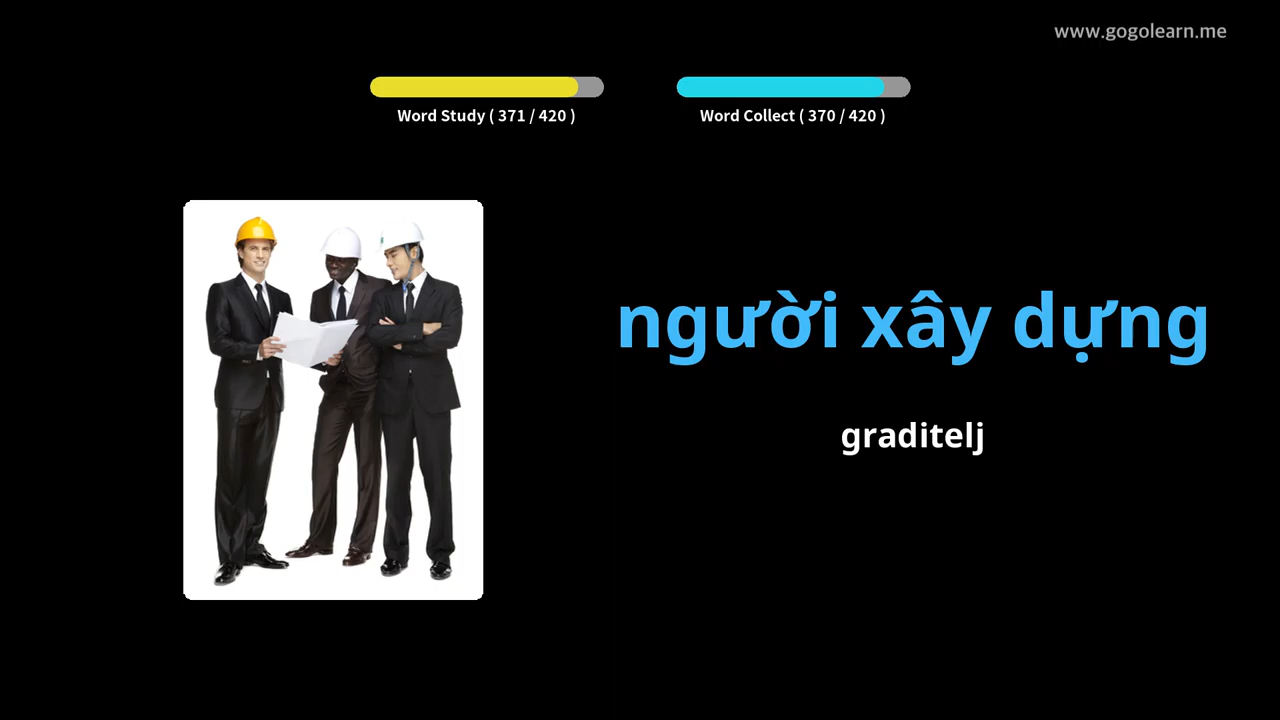 www.gogolearn.me
Word Study ( 371 / 420 )
Word Collect ( 370 / 420 )
người xây dựng
graditelj